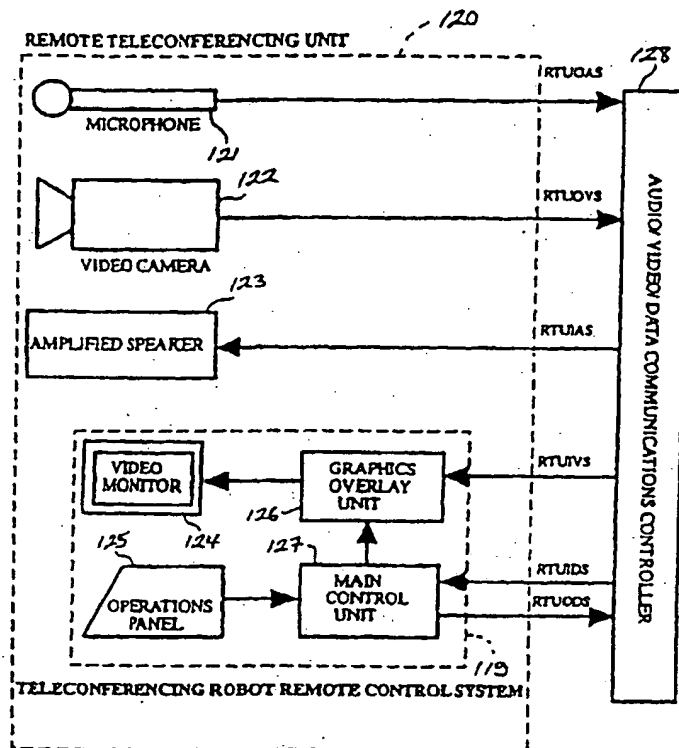 REMOTE TELECONFERENCING UNIT
120
128
RTUOAS
MICROPHONE
121
122
RTUOVS
VIDEO CAMERA
123
AMPLIFIED SPEAKER
RTUIAS
AUDIO/ VIDEO/ DATA COMMUNICATIONS CONTROLLER
VIDEO
MONITOR
GRAPHICS
OVERLAY
UNIT
RTUIVS
126
125
124
127
OPERATIONS
PANEL
MAIN
CONTROL
UNIT
RTUIDS
RTUODS
119
TELECONFERENCING ROBOT REMOTE CONTROL SYSTEM